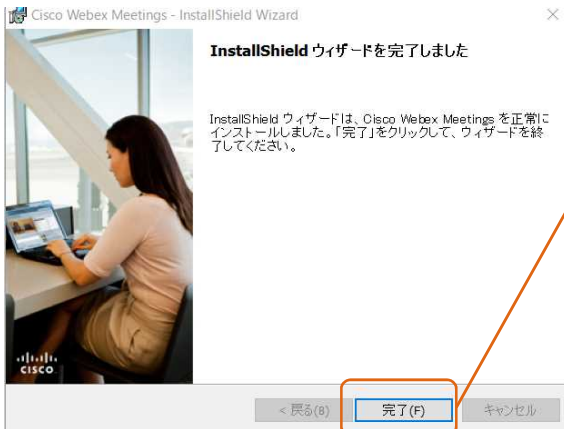 Cisco Webex Meetings - InstallShield Wizard
InstallShield ウィザードを完了しました
InstallShield ウィザードは、Cisco Webex Meetings を正常に
インストールしました。「完了」をクリックして、ウィザードを終
了してください。
CISCO
< 戻る(B)
完了(F)
キャンセル